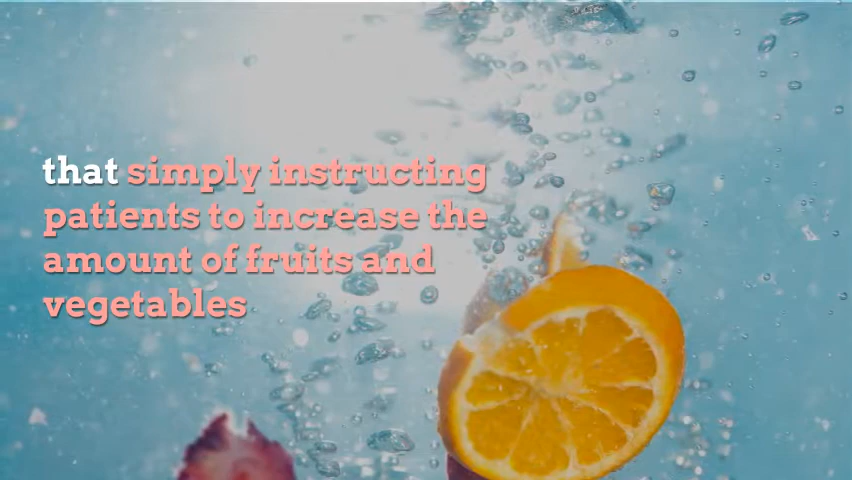 that simply instructing
patients to increase the
amount of fruits and
vegetables